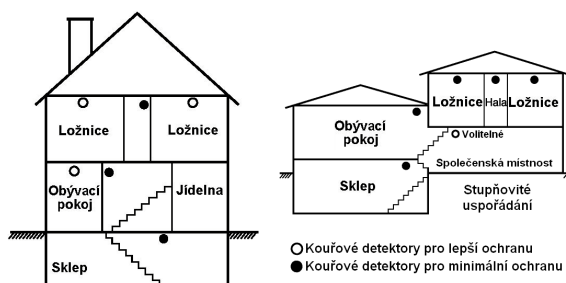 Ložnice
Ložnice
Obývací
pokoj
Jídelna
Sklep
Ložnice
Hala
Ložnice
Obývací
pokoj
Volitelné
Společenská místnost
Sklep
Stupňovité
uspořádání
Kouřové detektory pro lepší ochranu
Kouřové detektory pro minimální ochranu